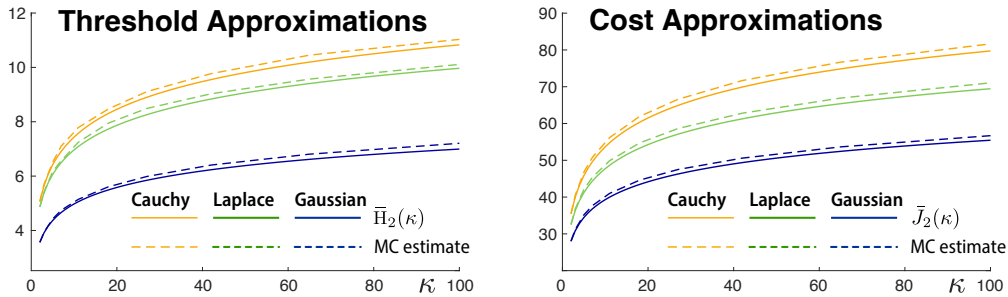 Threshold Approximations
12
10
8
6
4
0
20
40
60
80
100
κ
Cauchy Laplace Gaussian
H̄₂(κ)
MC estimate
Cost Approximations
90
80
70
60
50
40
30
0
20
40
60
80
100
κ
Cauchy Laplace Gaussian
J̄₂(κ)
MC estimate